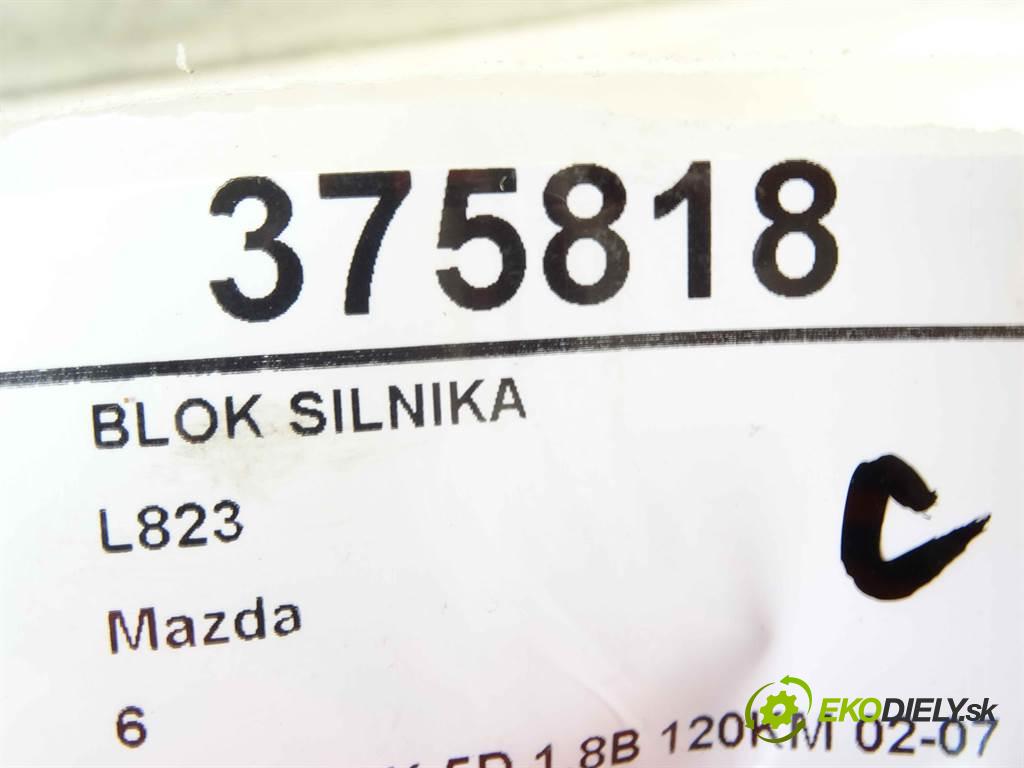 375818
BLOK SILNIKA
L823
C
Mazda
6
5D 1.8B 120KM 02-07
EKODIELY.sk